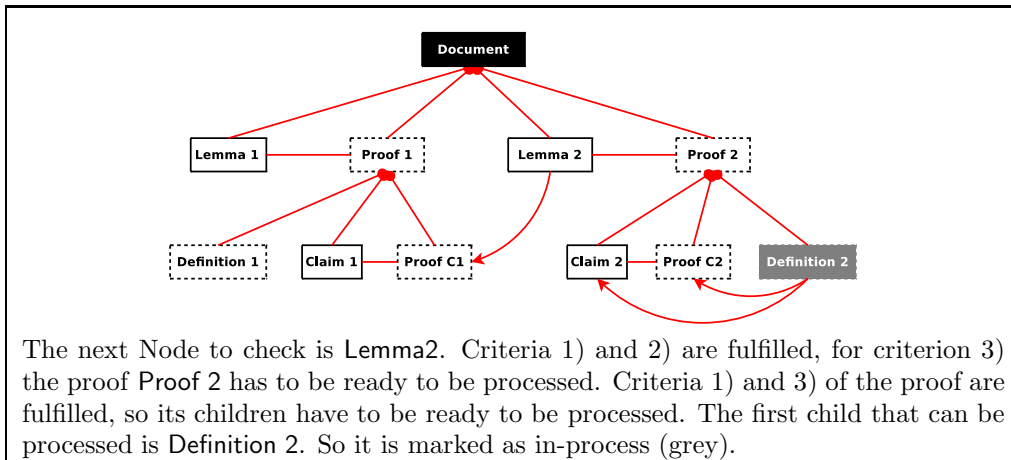 Document
Lemma 1 Proof 1 Lemma 2 Proof 2
Definition 1 Claim 1 Proof C1 Claim 2 Proof C2 Definition 2
The next Node to check is Lemma2. Criteria 1) and 2) are fulfilled, for criterion 3)
the proof Proof 2 has to be ready to be processed. Criteria 1) and 3) of the proof are
fulfilled, so its children have to be ready to be processed. The first child that can be
processed is Definition 2. So it is marked as in-process (grey).